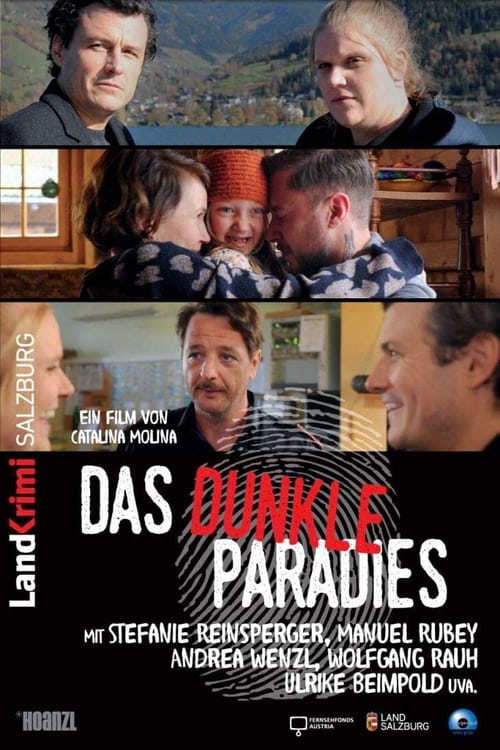 EIN FILM VON
CATALINA MOLINA
LandKrimi SALZBURG
DAS DUNKLE
PARADIES
MIT STEFANIE REINSPERGER, MANUEL RUBEY
ANDREA WENZL, WOLFGANG RAUH
ULRIKE BEIMPOLD UVA.
HOANZL
FERNSEHFONDS
AUSTRIA
LAND
SALZBURG